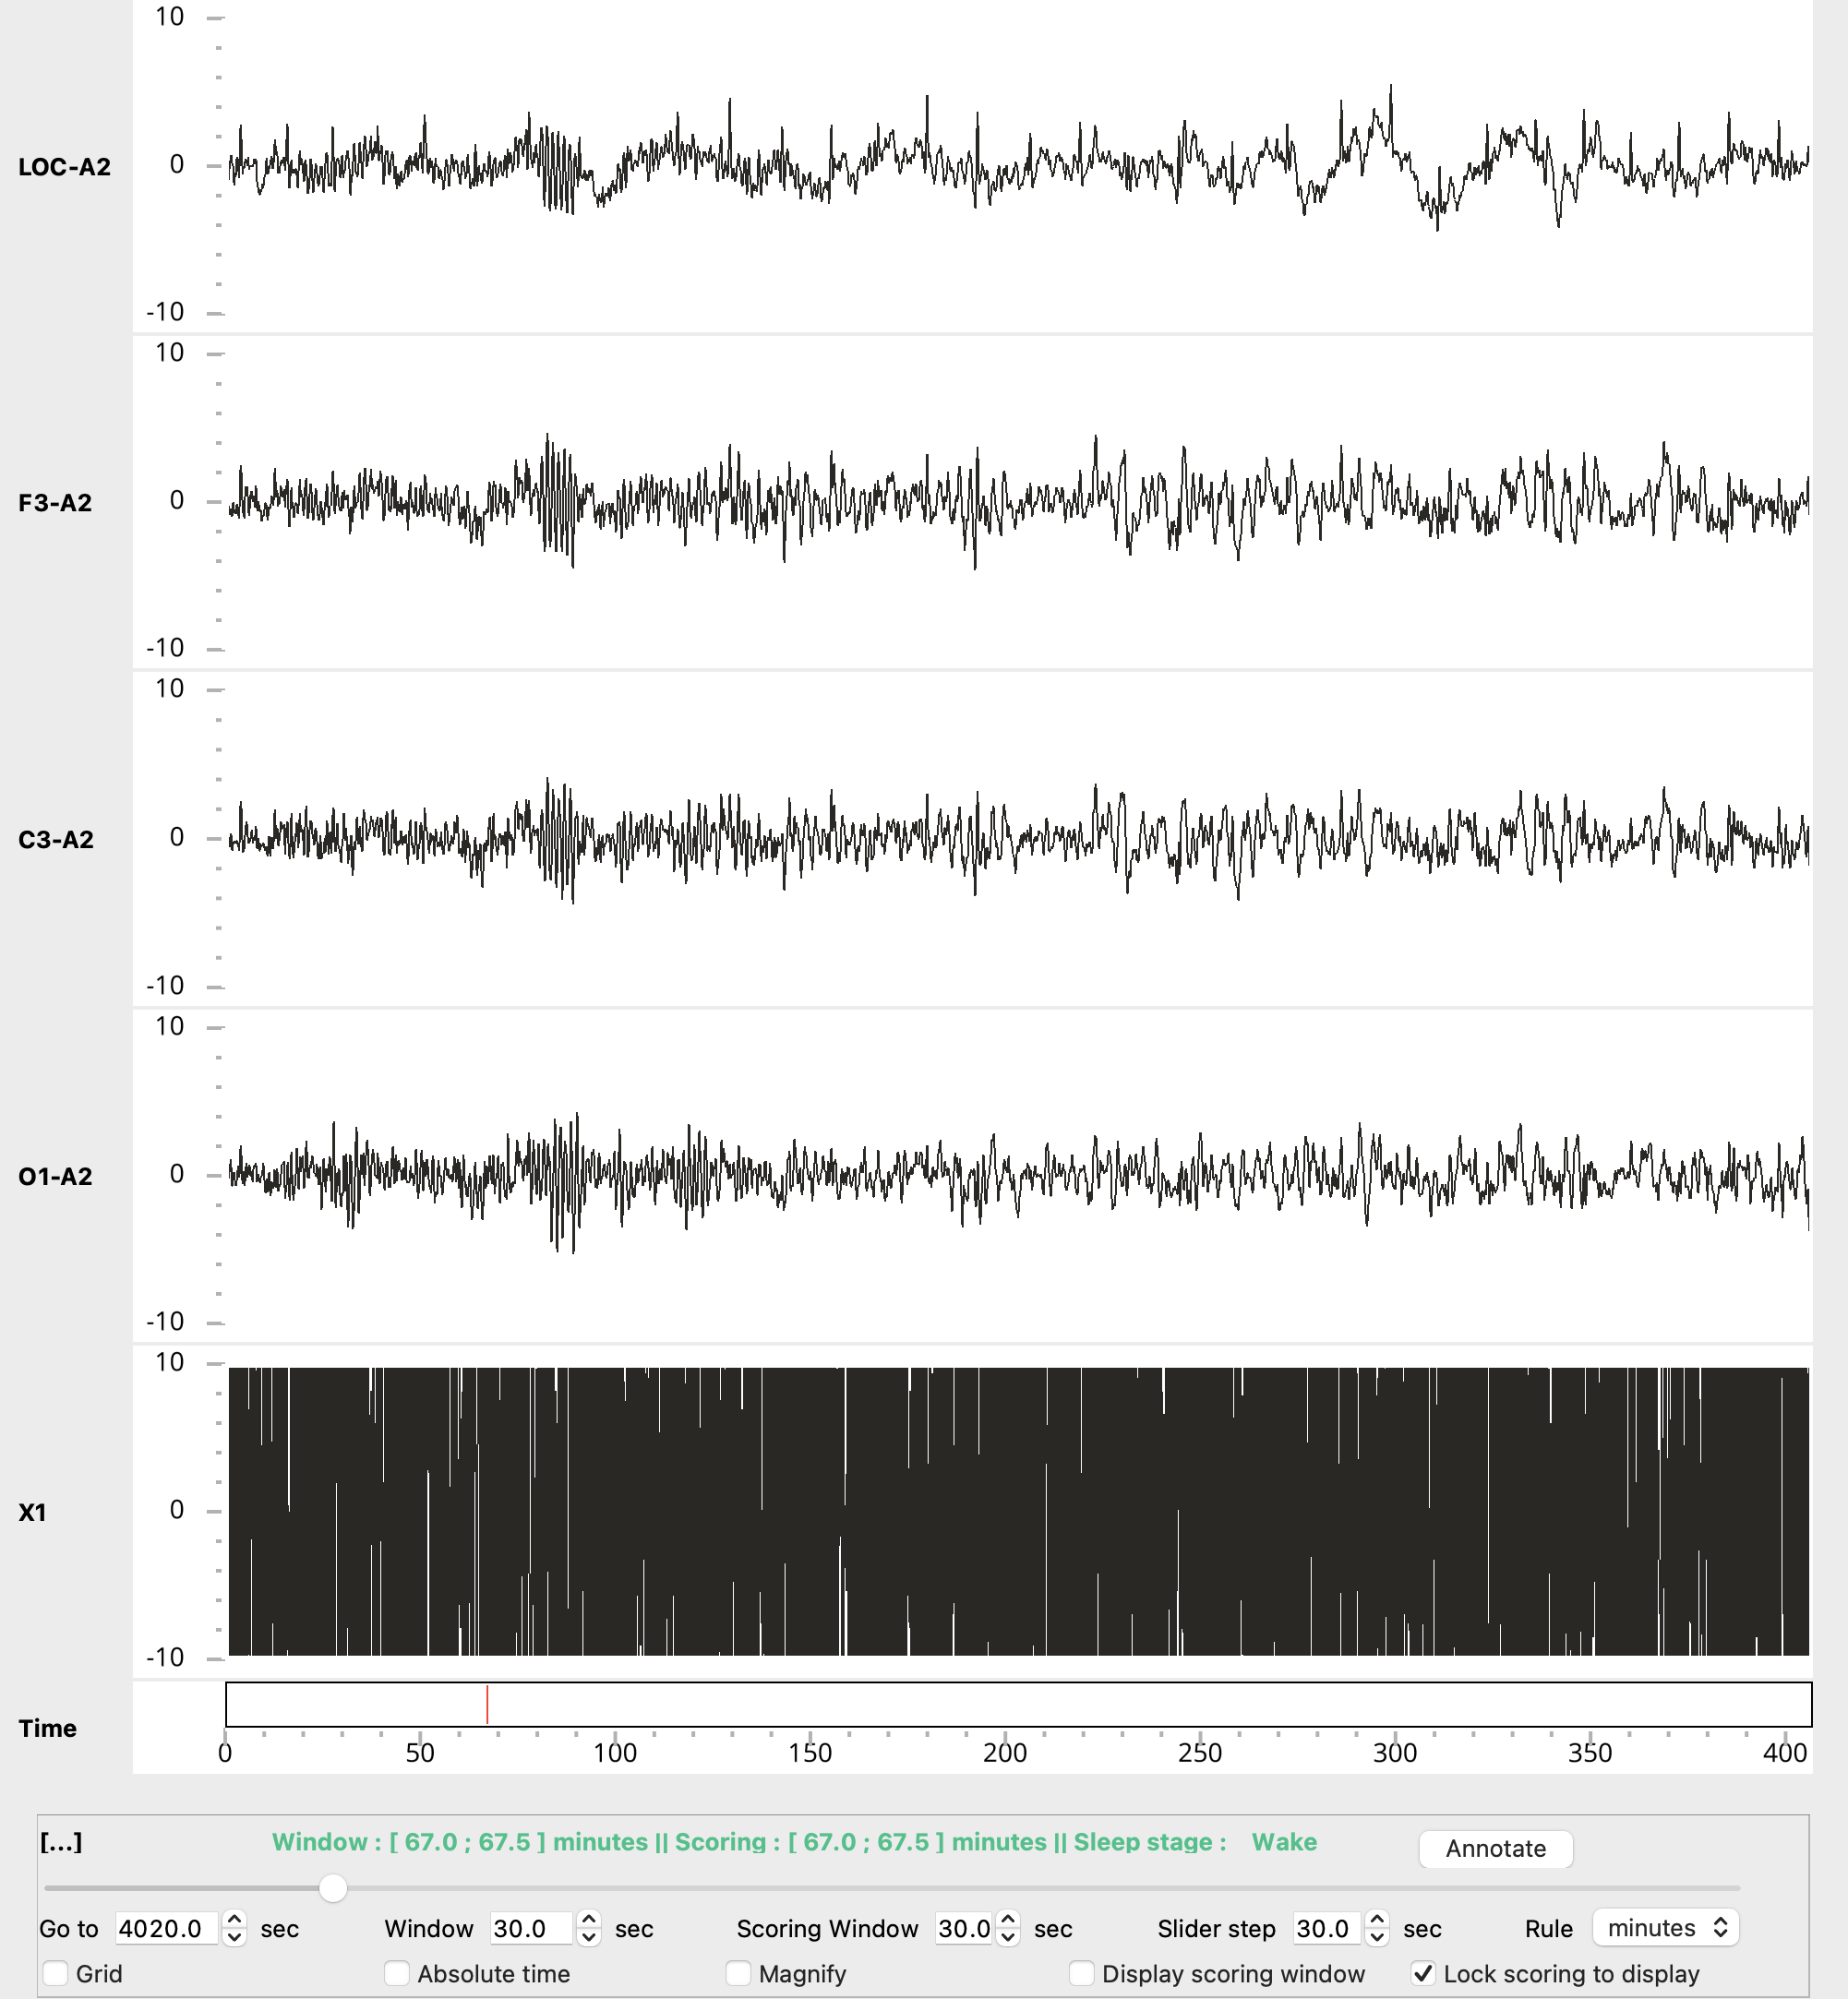 10
LOC-A2 0
-10
10
F3-A2 0
-10
10
C3-A2 0
-10
10
O1-A2 0
-10
10
X1 0
-10
Time
0 50 100 150 200 250 300 350 400
[...] Window : [ 67.0 ; 67.5 ] minutes || Scoring : [ 67.0 ; 67.5 ] minutes || Sleep stage : Wake Annotate
Go to 4020.0 sec Window 30.0 sec Scoring Window 30.0 sec Slider step 30.0 sec Rule minutes
Grid Absolute time Magnify Display scoring window Lock scoring to display